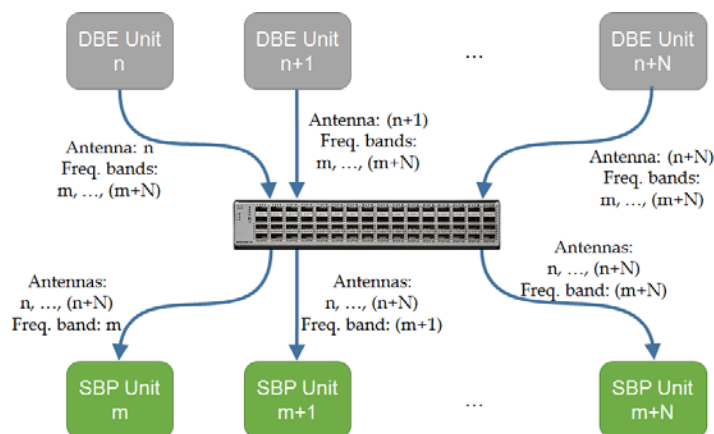 DBE Unit
n
DBE Unit
n+1
...
DBE Unit
n+N
Antenna: n
Freq. bands:
m, ..., (m+N)
Antenna: (n+1)
Freq. bands:
m, ..., (m+N)
Antenna: (n+N)
Freq. bands:
m, ..., (m+N)
Antennas:
n, ..., (n+N)
Freq. band: m
Antennas:
n, ..., (n+N)
Freq. band: (m+1)
Antennas:
n, ..., (n+N)
Freq. band: (m+N)
SBP Unit
m
SBP Unit
m+1
...
SBP Unit
m+N